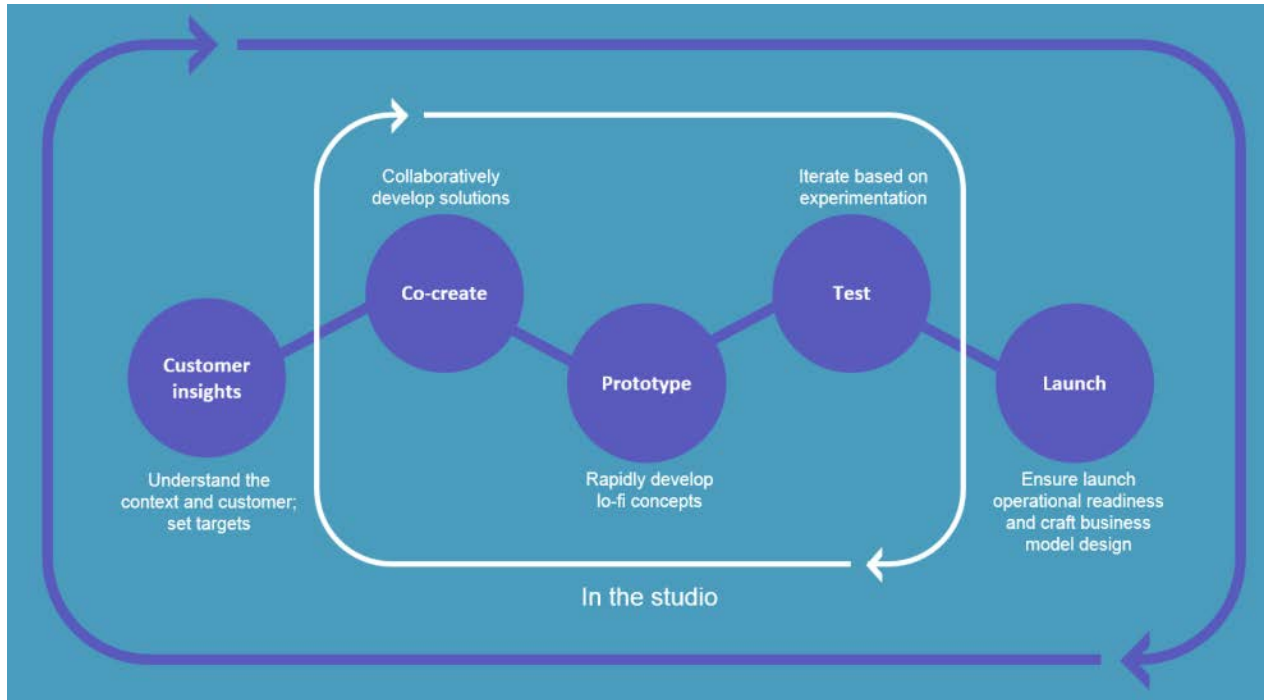 Collaboratively
develop solutions
Iterate based on
experimentation
Co-create
Test
Customer
insights
Prototype
Launch
Understand the
context and customer;
set targets
Rapidly develop
lo-fi concepts
Ensure launch
operational readiness
and craft business
model design
In the studio